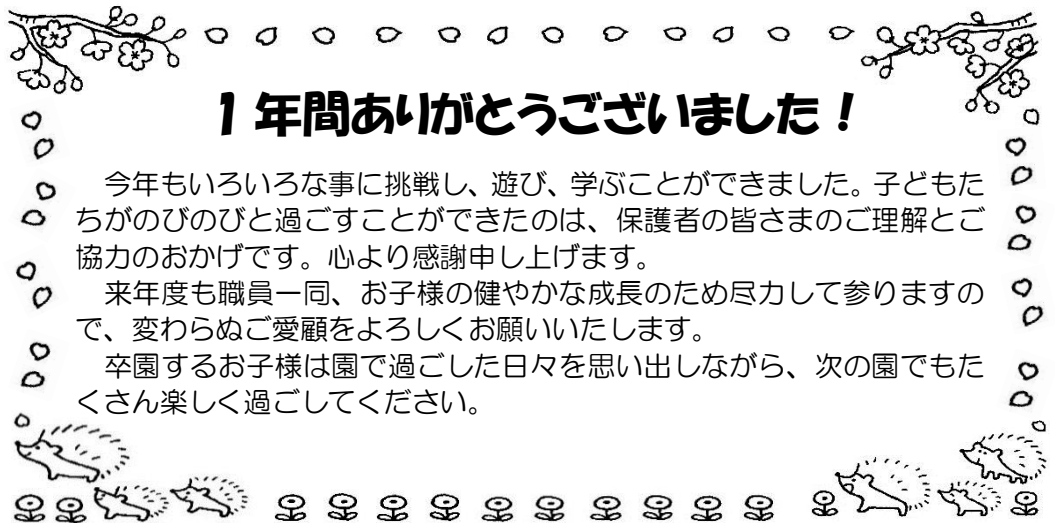 1年間ありがとうございました！
今年もいろいろな事に挑戦し、遊び、学ぶことができました。子どもた
ちがのびのびと過ごすことができたのは、保護者の皆さまのご理解とご
協力のおかげです。心より感謝申し上げます。
来年度も職員一同、お子様の健やかな成長のため尽力して参りますの
で、変わらぬご愛顧をよろしくお願いいたします。
卒園するお子様は園で過ごした日々を思い出しながら、次の園でもた
くさん楽しく過ごしてください。